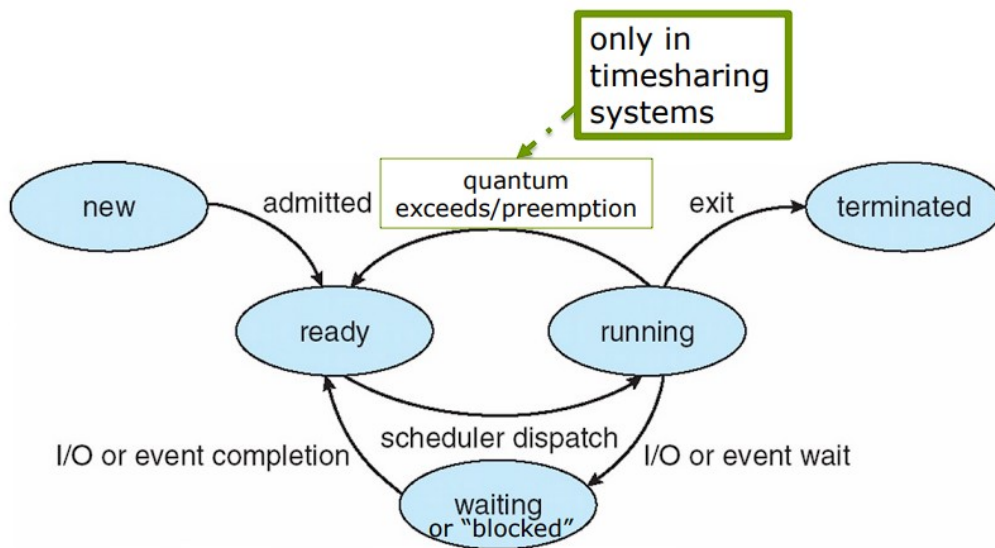 only in
timesharing
systems
quantum
exceeds/preemption
new
admitted
exit
terminated
ready
running
I/O or event completion
scheduler dispatch
I/O or event wait
waiting
or “blocked”